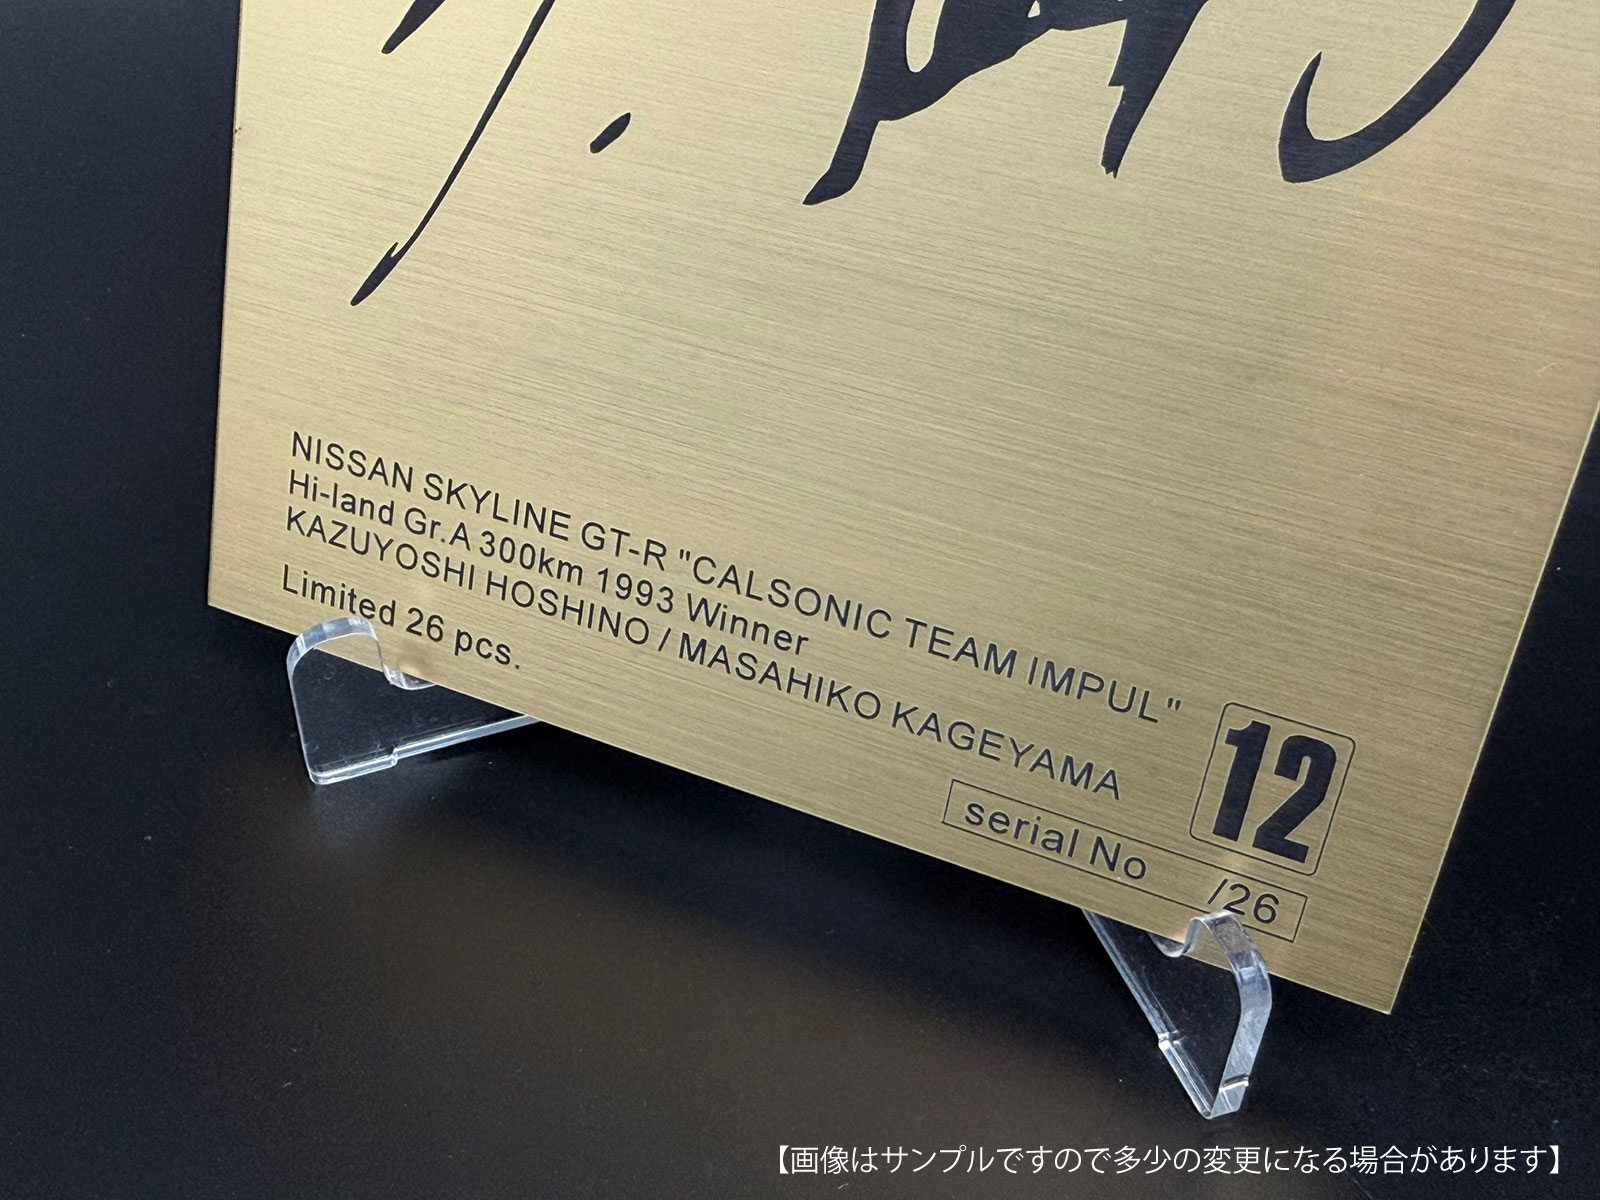 NISSAN SKYLINE GT-R "CALSONIC TEAM IMPUL"
Hi-land Gr.A 300km 1993 Winner
KAZUYOSHI HOSHINO / MASAHIKO KAGEYAMA
Limited 26 pcs.
12
serial No /26
【画像はサンプルですので多少の変更になる場合があります】